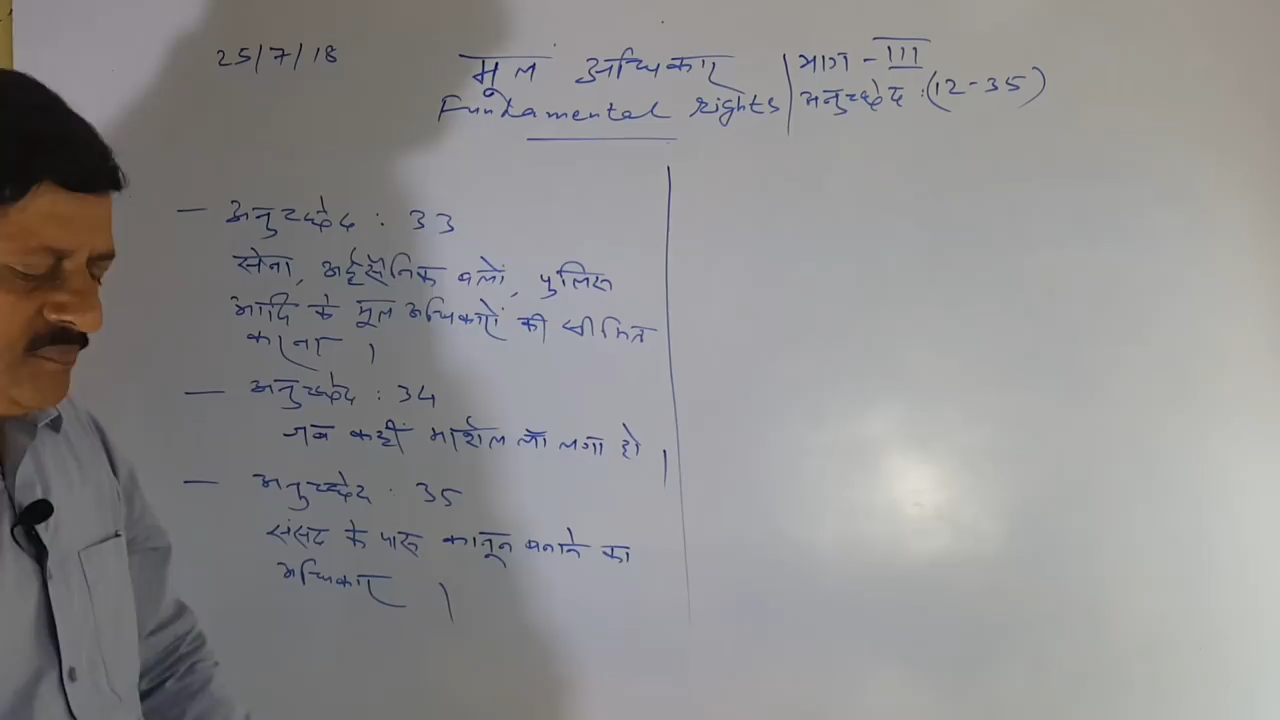 25/7/18
मूल अधिकार
Fundamental rights
भाग - III
अनुच्छेद : (12-35)
— अनुच्छेद : 33
सेना, अर्द्धसैनिक बलों, पुलिस
आदि के मूल अधिकारों को सीमित
करना ।
— अनुच्छेद : 34
जब कहीं मार्शल लॉ लगा हो ।
— अनुच्छेद : 35
संसद के पास कानून बनाने का
अधिकार ।